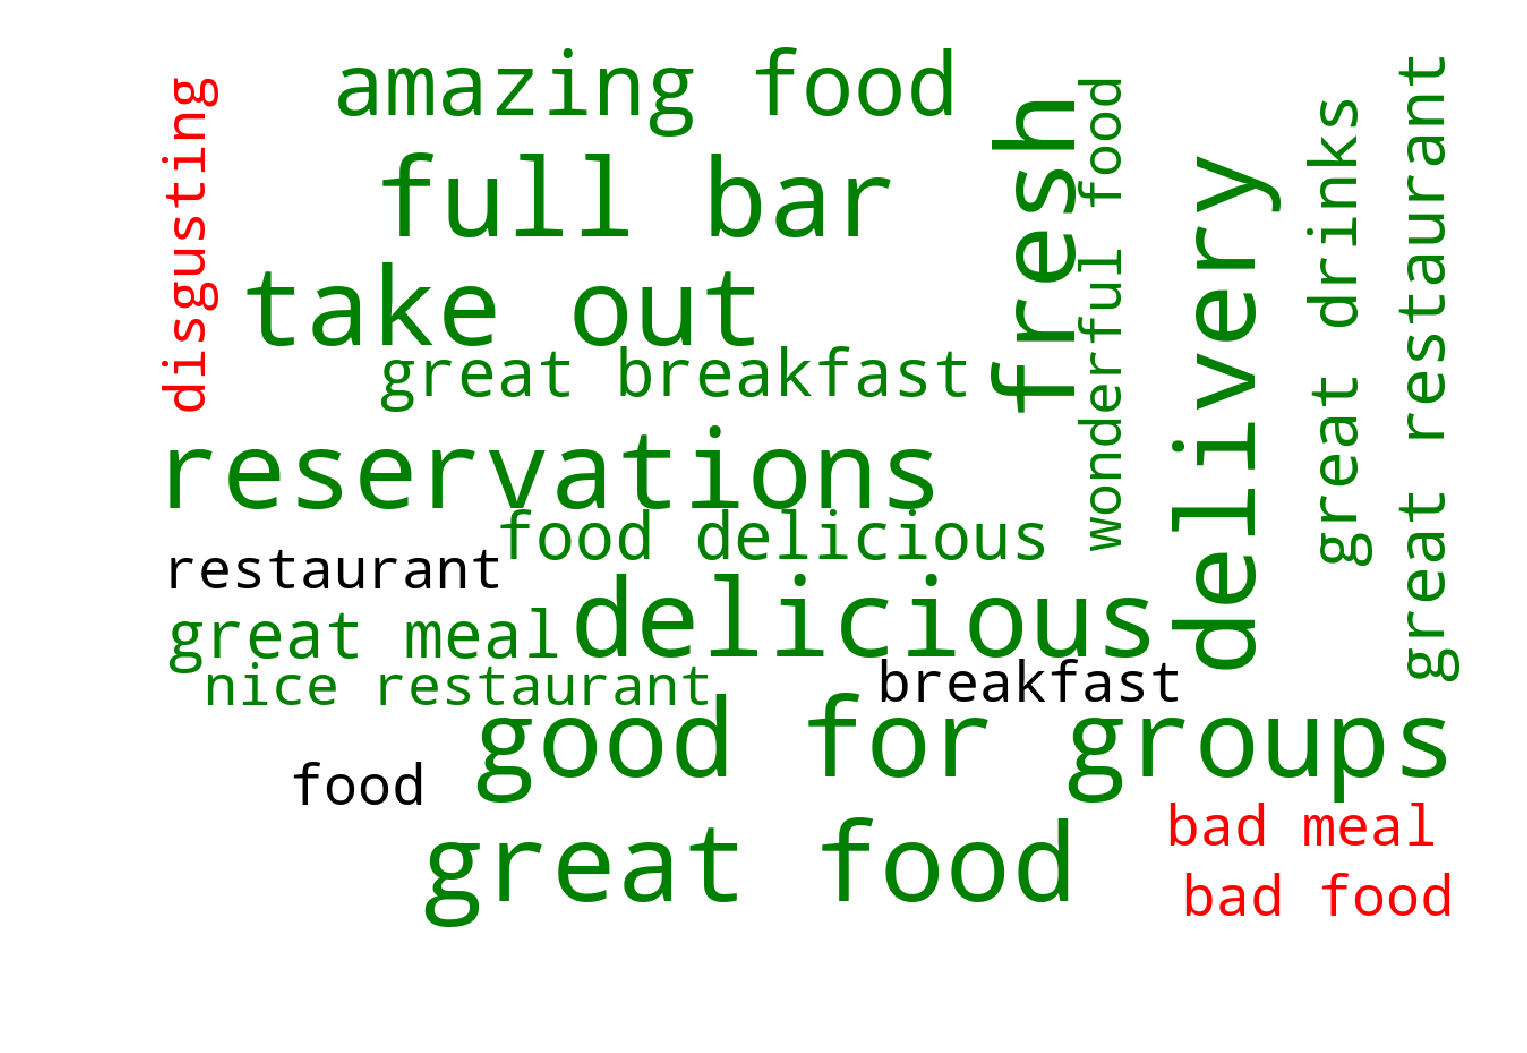 disgusting
amazing food
full bar
take out
great breakfast
reservations
food delicious
restaurant
great meal
delicious
nice restaurant
breakfast
good for groups
food
great food
bad meal
bad food
fresh
wonderful food
delivery
great drinks
great restaurant